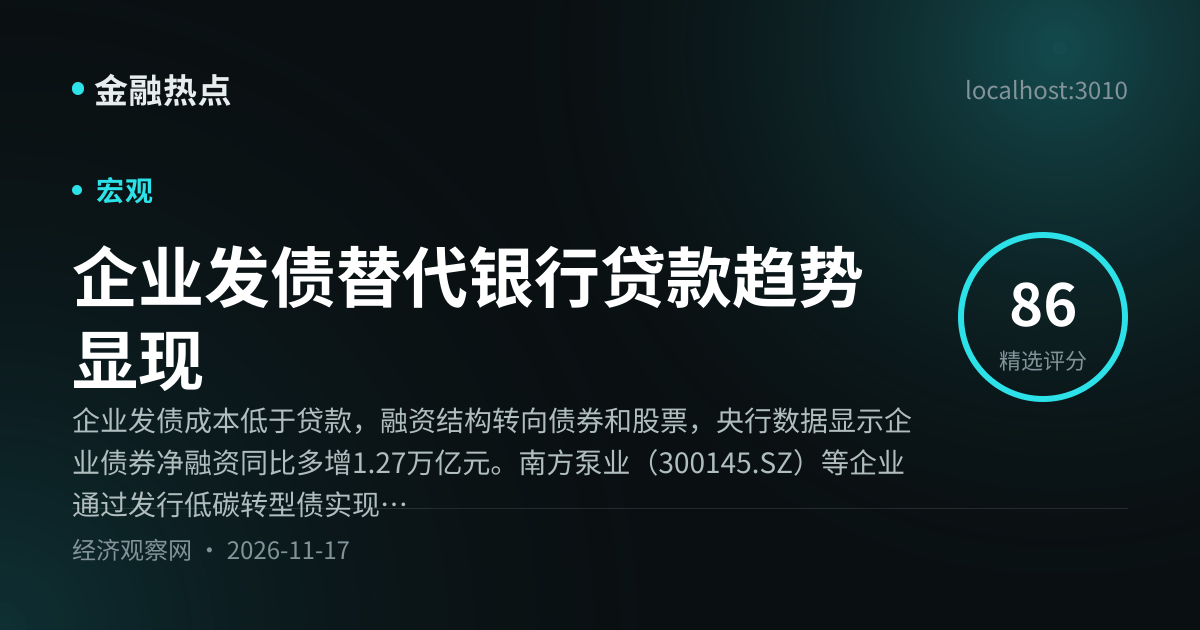 金融热点
localhost:3010
宏观
企业发债替代银行贷款趋势
显现
86
精选评分
企业发债成本低于贷款，融资结构转向债券和股票，央行数据显示企
业债券净融资同比多增1.27万亿元。南方泵业（300145.SZ）等企业
通过发行低碳转型债实现…
经济观察网 • 2026-11-17